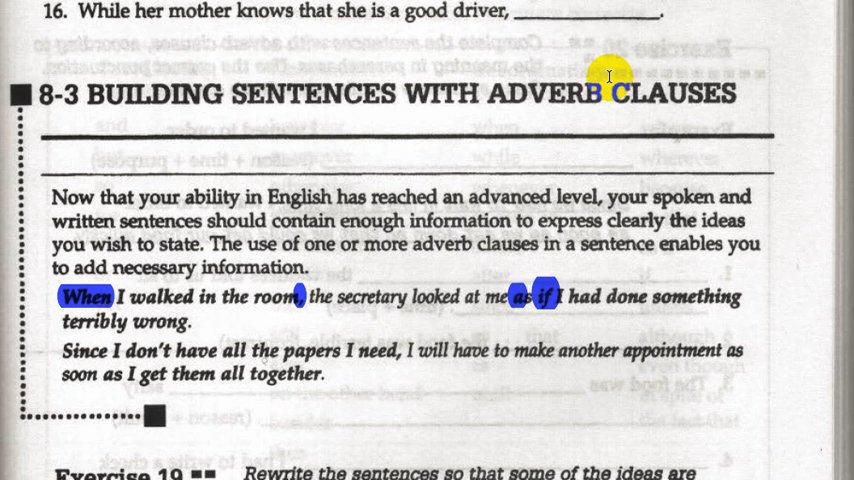 16. While her mother knows that she is a good driver, ____________.
8-3 BUILDING SENTENCES WITH ADVERB CLAUSES
Now that your ability in English has reached an advanced level, your spoken and
written sentences should contain enough information to express clearly the ideas
you wish to state. The use of one or more adverb clauses in a sentence enables you
to add necessary information.
When I walked in the room, the secretary looked at me as if I had done something
terribly wrong.
Since I don't have all the papers I need, I will have to make another appointment as
soon as I get them all together.
Exercise 19 Rewrite the sentences so that some of the ideas are